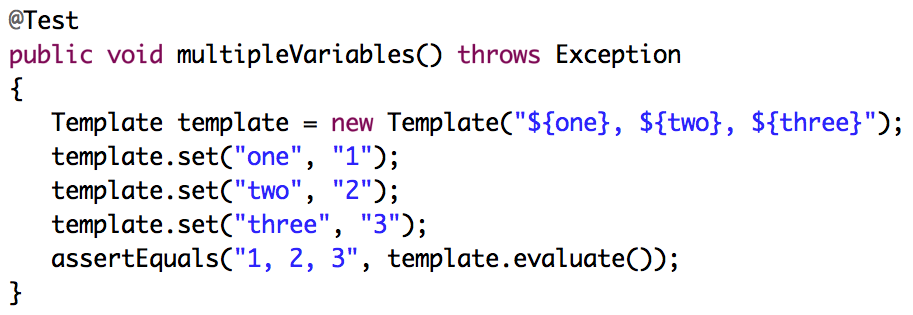 @Test
public void multipleVariables() throws Exception
{
   Template template = new Template("${one}, ${two}, ${three}");
   template.set("one", "1");
   template.set("two", "2");
   template.set("three", "3");
   assertEquals("1, 2, 3", template.evaluate());
}